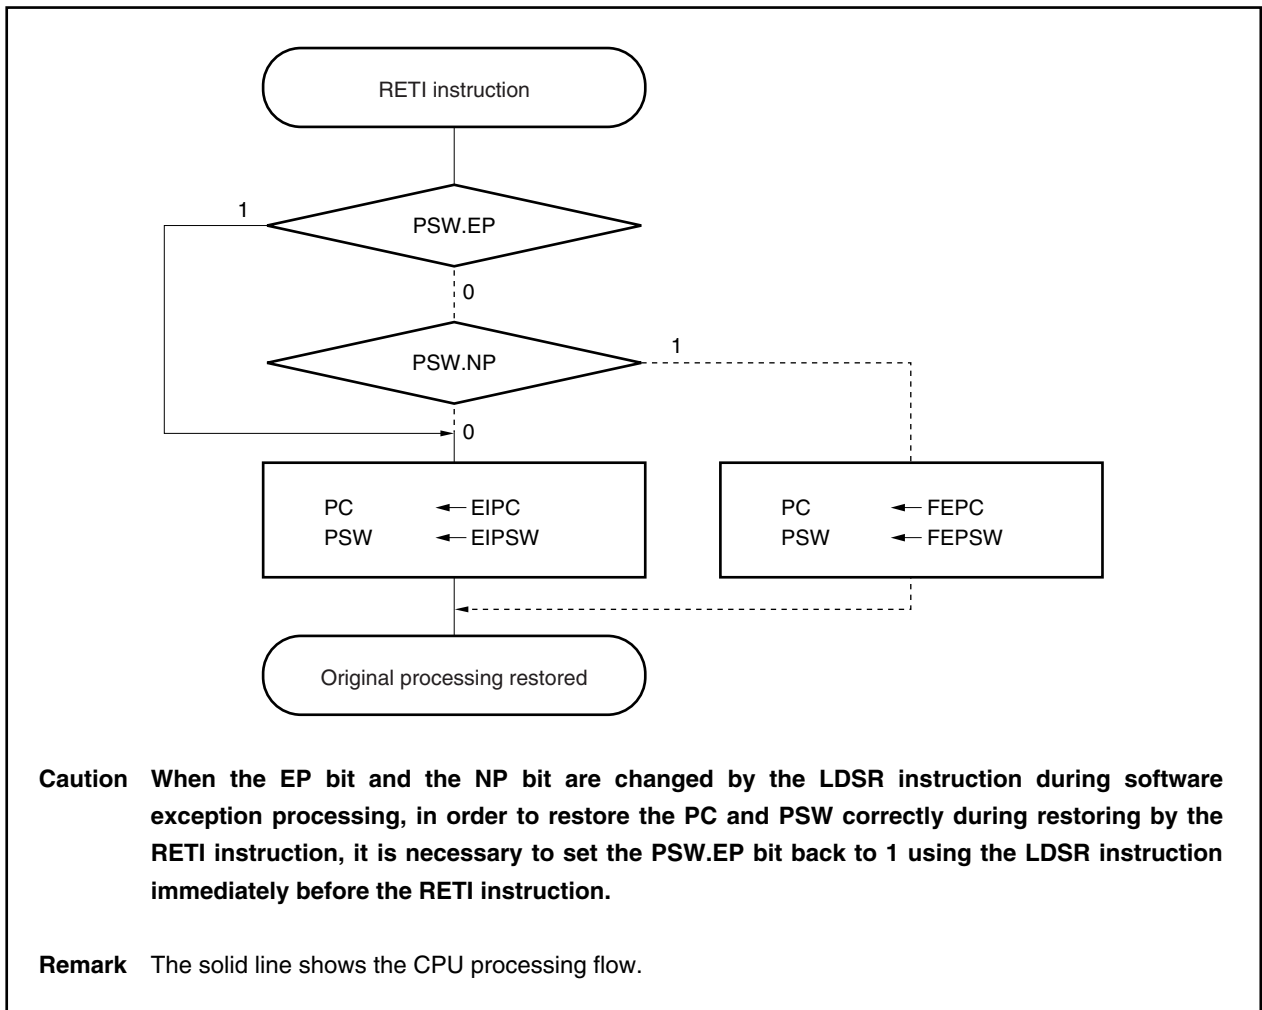 RETI instruction
1
PSW.EP
0
PSW.NP
1
0
PC ← EIPC
PSW ← EIPSW
PC ← FEPC
PSW ← FEPSW
Original processing restored
Caution When the EP bit and the NP bit are changed by the LDSR instruction during software
exception processing, in order to restore the PC and PSW correctly during restoring by the
RETI instruction, it is necessary to set the PSW.EP bit back to 1 using the LDSR instruction
immediately before the RETI instruction.
Remark The solid line shows the CPU processing flow.